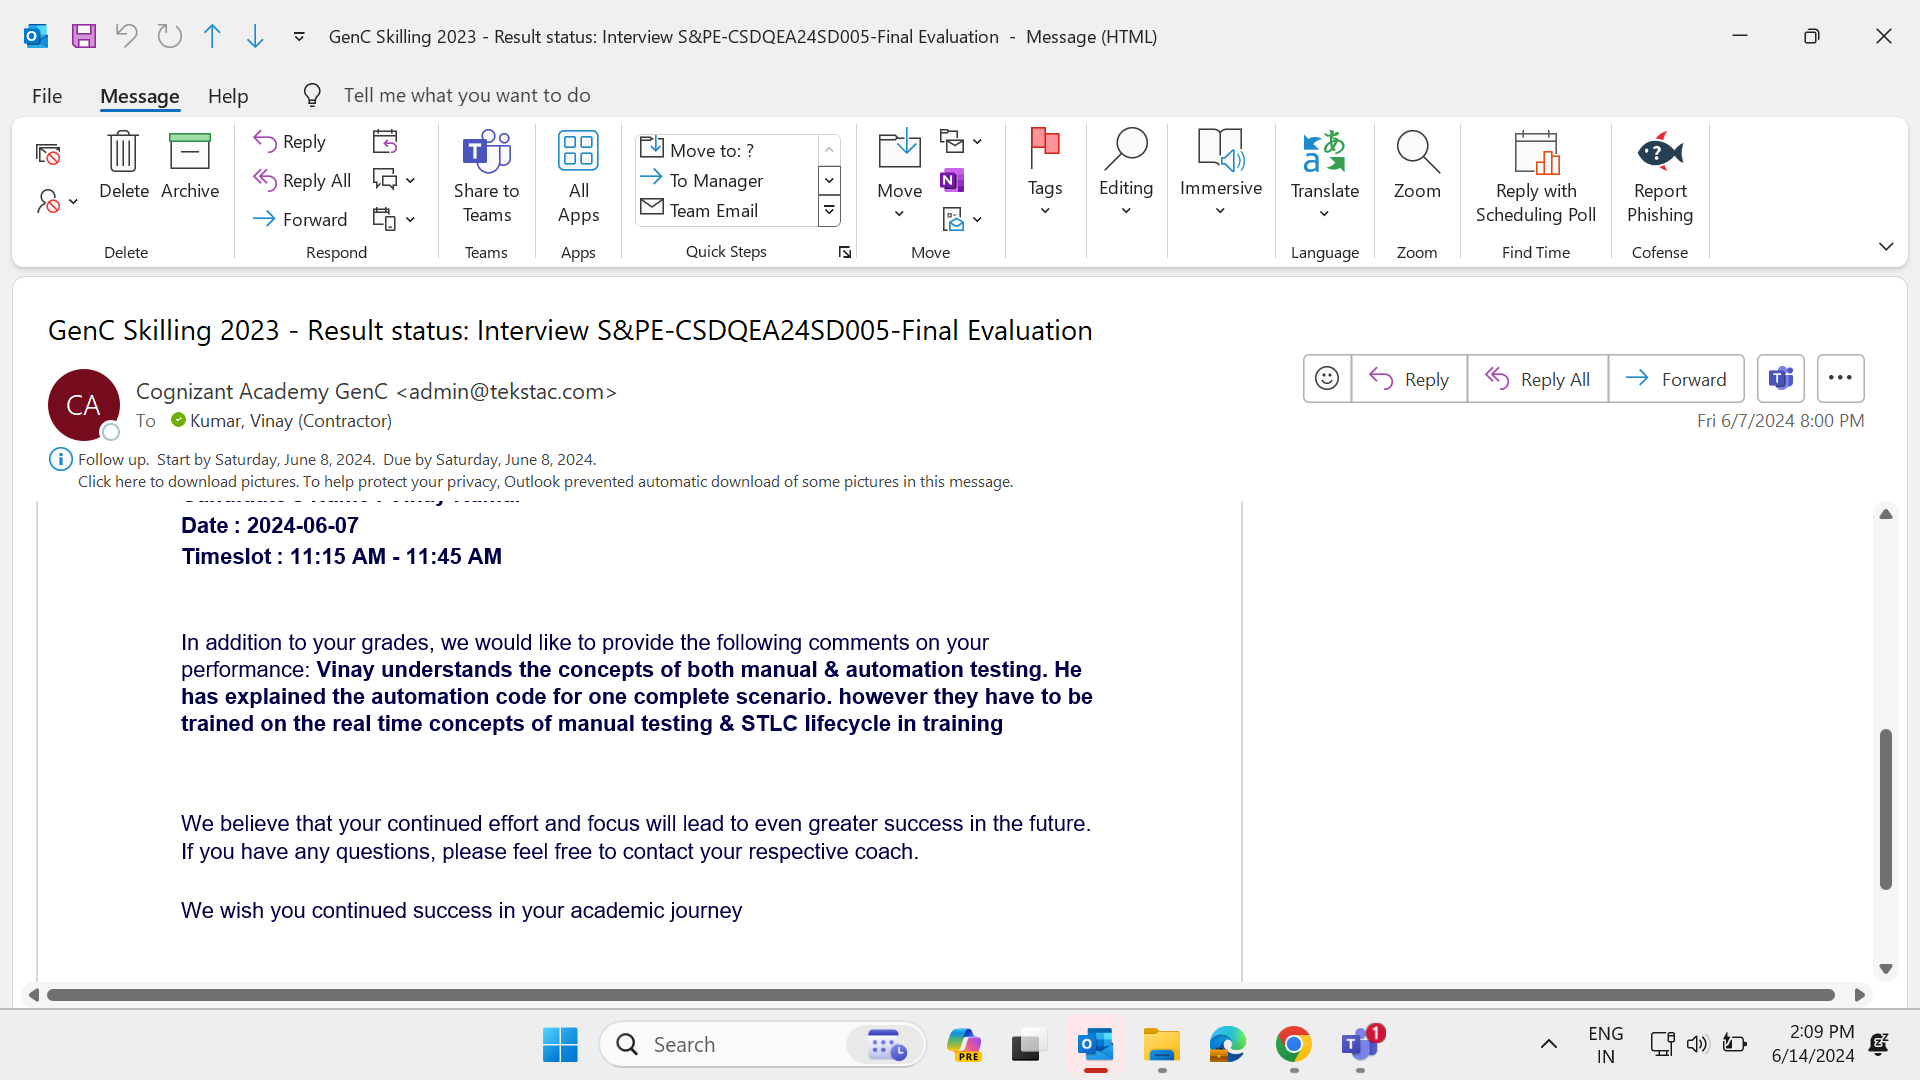 GenC Skilling 2023 - Result status: Interview S&PE-CSDQEA24SD005-Final Evaluation - Message (HTML)
File Message Help Tell me what you want to do
Delete Archive
Delete
Reply
Reply All
Forward
Respond
Share to
Teams
Teams
All
Apps
Apps
Move to: ?
To Manager
Team Email
Quick Steps
Move
Move
Tags
Editing
Immersive
Translate
Language
Zoom
Zoom
Reply with
Scheduling Poll
Find Time
Report
Phishing
Cofense
GenC Skilling 2023 - Result status: Interview S&PE-CSDQEA24SD005-Final Evaluation
CA
Cognizant Academy GenC <admin@tekstac.com>
To Kumar, Vinay (Contractor)
Reply Reply All Forward
Fri 6/7/2024 8:00 PM
Follow up. Start by Saturday, June 8, 2024. Due by Saturday, June 8, 2024.
Click here to download pictures. To help protect your privacy, Outlook prevented automatic download of some pictures in this message.
Date : 2024-06-07
Timeslot : 11:15 AM - 11:45 AM
In addition to your grades, we would like to provide the following comments on your
performance: Vinay understands the concepts of both manual & automation testing. He
has explained the automation code for one complete scenario. however they have to be
trained on the real time concepts of manual testing & STLC lifecycle in training
We believe that your continued effort and focus will lead to even greater success in the future.
If you have any questions, please feel free to contact your respective coach.
We wish you continued success in your academic journey
Search
PRE
1
ENG
IN
2:09 PM
6/14/2024